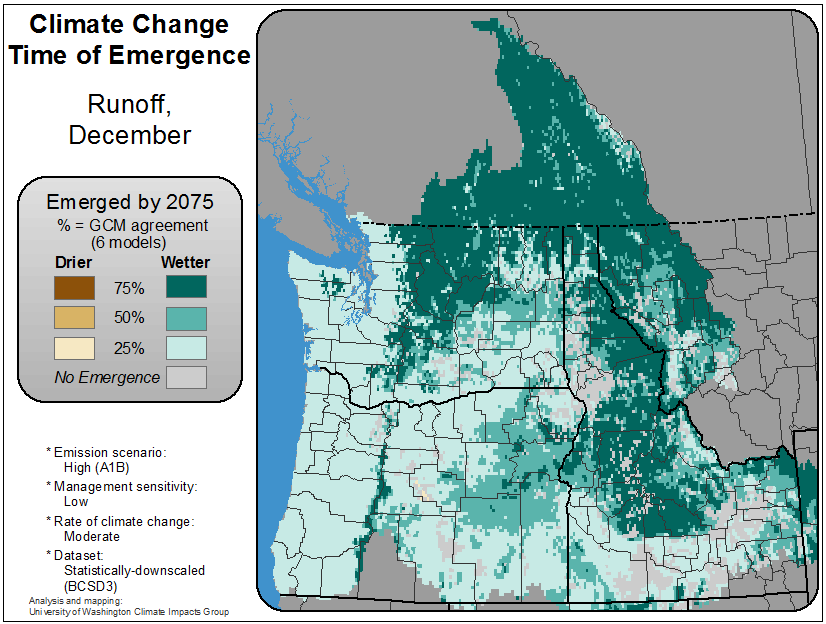 Climate Change
Time of Emergence
Runoff,
December
Emerged by 2075
% = GCM agreement
(6 models)
Drier Wetter
75%
50%
25%
No Emergence
* Emission scenario:
High (A1B)
* Management sensitivity:
Low
* Rate of climate change:
Moderate
* Dataset:
Statistically-downscaled
(BCSD3)
Analysis and mapping:
University of Washington Climate Impacts Group